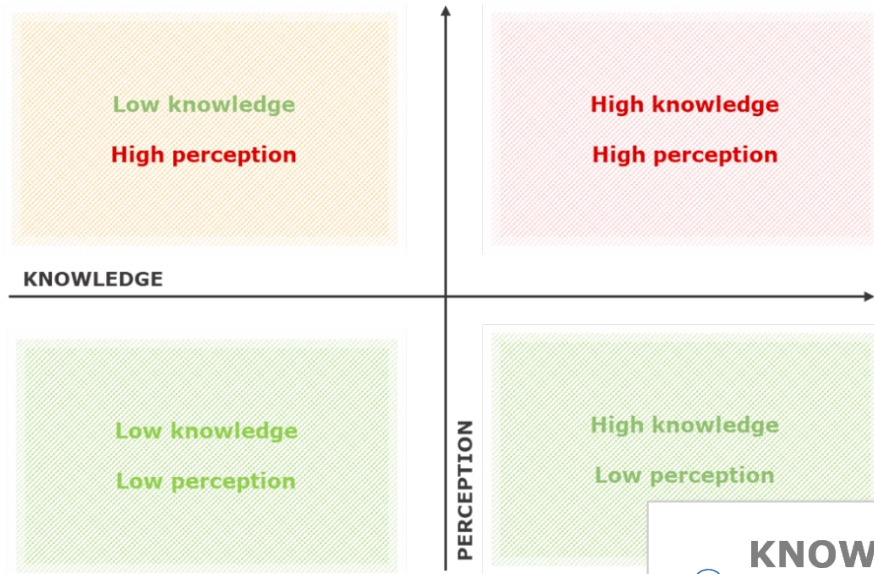 Low knowledge
High perception
High knowledge
High perception
KNOWLEDGE
Low knowledge
Low perception
PERCEPTION
High knowledge
Low perception
KNOW